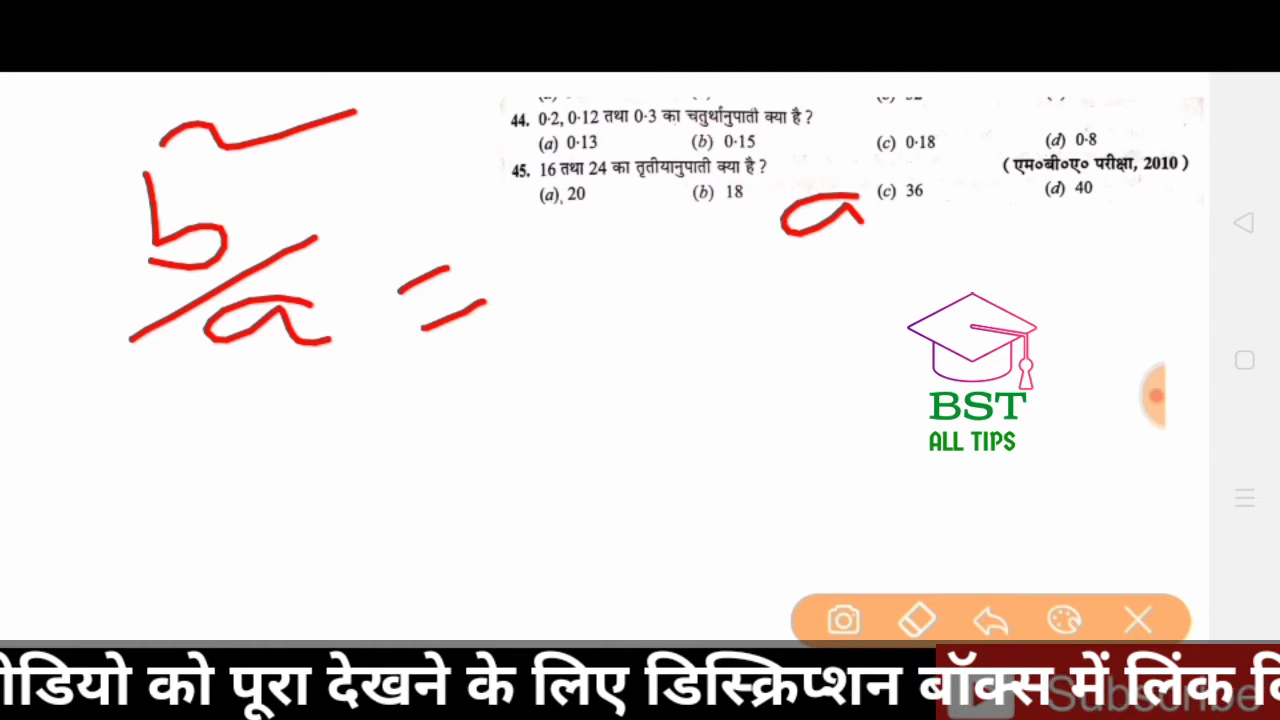 44. 0·2, 0·12 तथा 0·3 का चतुर्थानुपाती क्या है ?
(a) 0·13 (b) 0·15 (c) 0·18 (d) 0·8
45. 16 तथा 24 का तृतीयानुपाती क्या है ? ( एम०बी०ए० परीक्षा, 2010 )
(a) 20 (b) 18 (c) 36 (d) 40
a
b/a =
BST
ALL TIPS
को पूरा देखने के लिए डिस्क्रिप्शन बॉक्स में लिंक
Subscribe